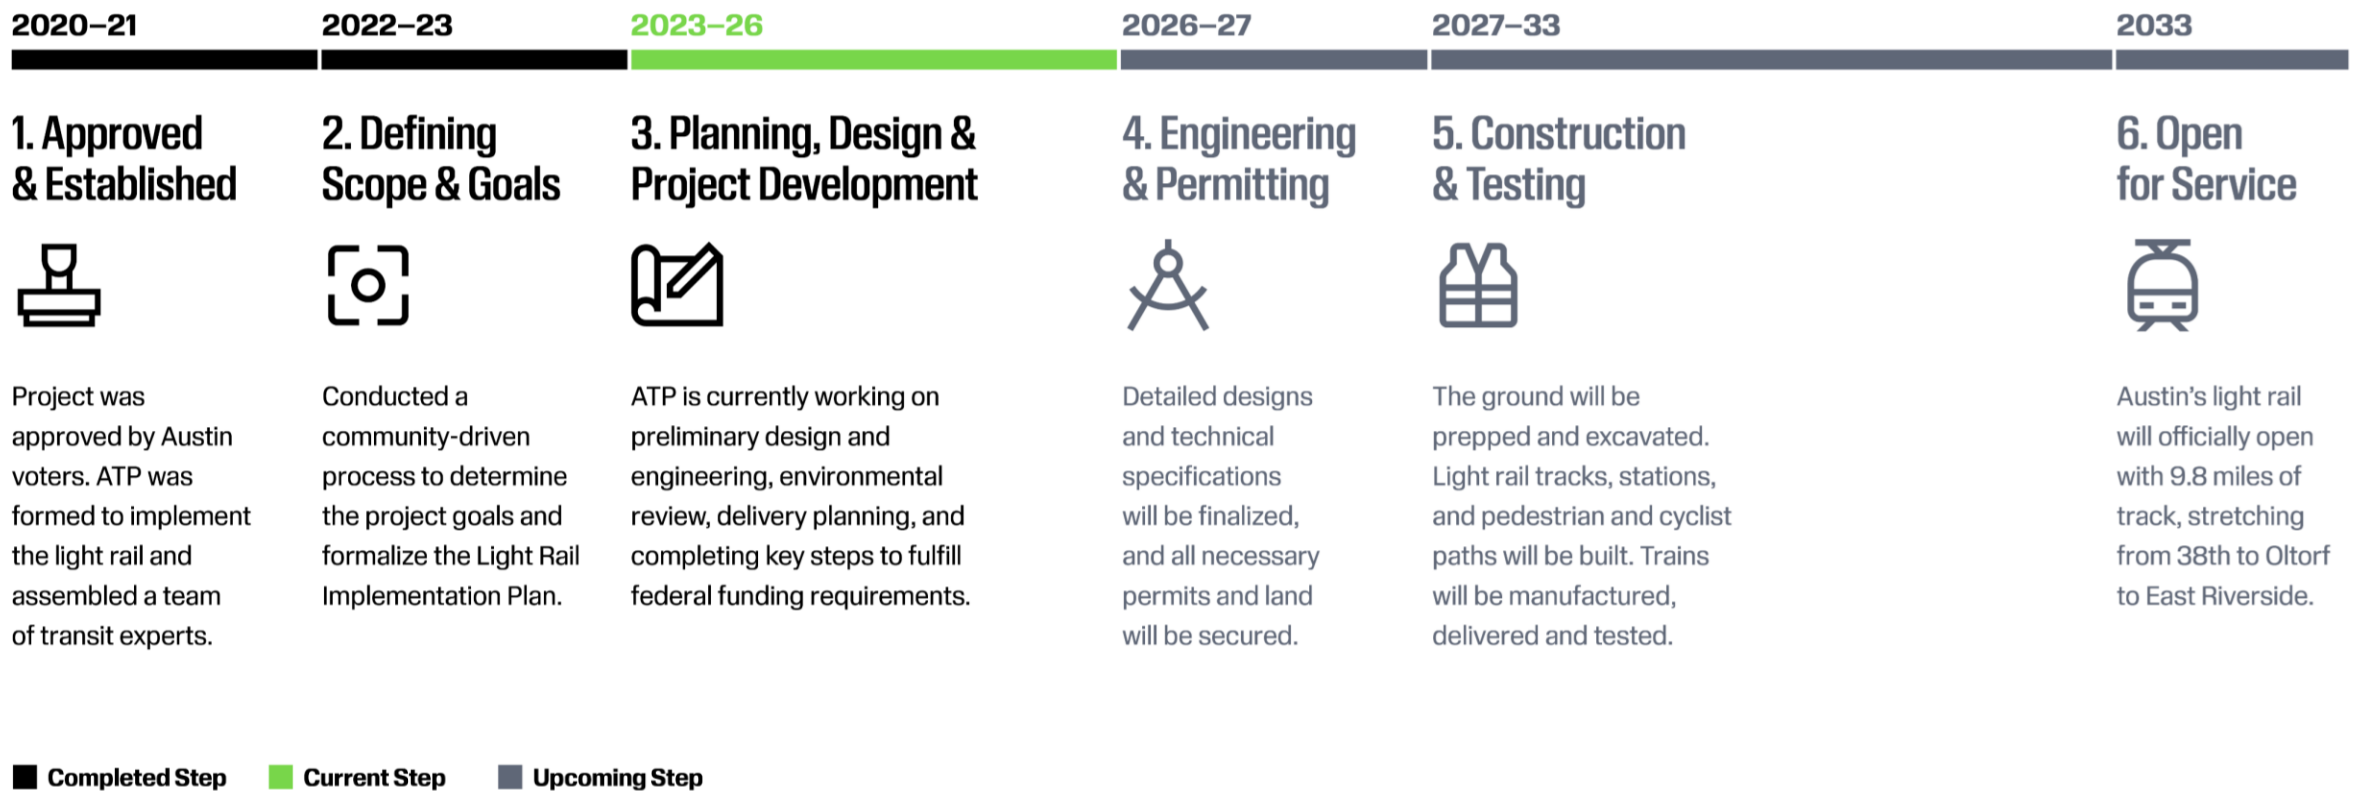 2020–21
1. Approved
& Established
Project was
approved by Austin
voters. ATP was
formed to implement
the light rail and
assembled a team
of transit experts.
2022–23
2. Defining
Scope & Goals
Conducted a
community-driven
process to determine
the project goals and
formalize the Light Rail
Implementation Plan.
2023–26
3. Planning, Design &
Project Development
ATP is currently working on
preliminary design and
engineering, environmental
review, delivery planning, and
completing key steps to fulfill
federal funding requirements.
2026–27
4. Engineering
& Permitting
Detailed designs
and technical
specifications
will be finalized,
and all necessary
permits and land
will be secured.
2027–33
5. Construction
& Testing
The ground will be
prepped and excavated.
Light rail tracks, stations,
and pedestrian and cyclist
paths will be built. Trains
will be manufactured,
delivered and tested.
2033
6. Open
for Service
Austin’s light rail
will officially open
with 9.8 miles of
track, stretching
from 38th to Oltorf
to East Riverside.
Completed Step
Current Step
Upcoming Step